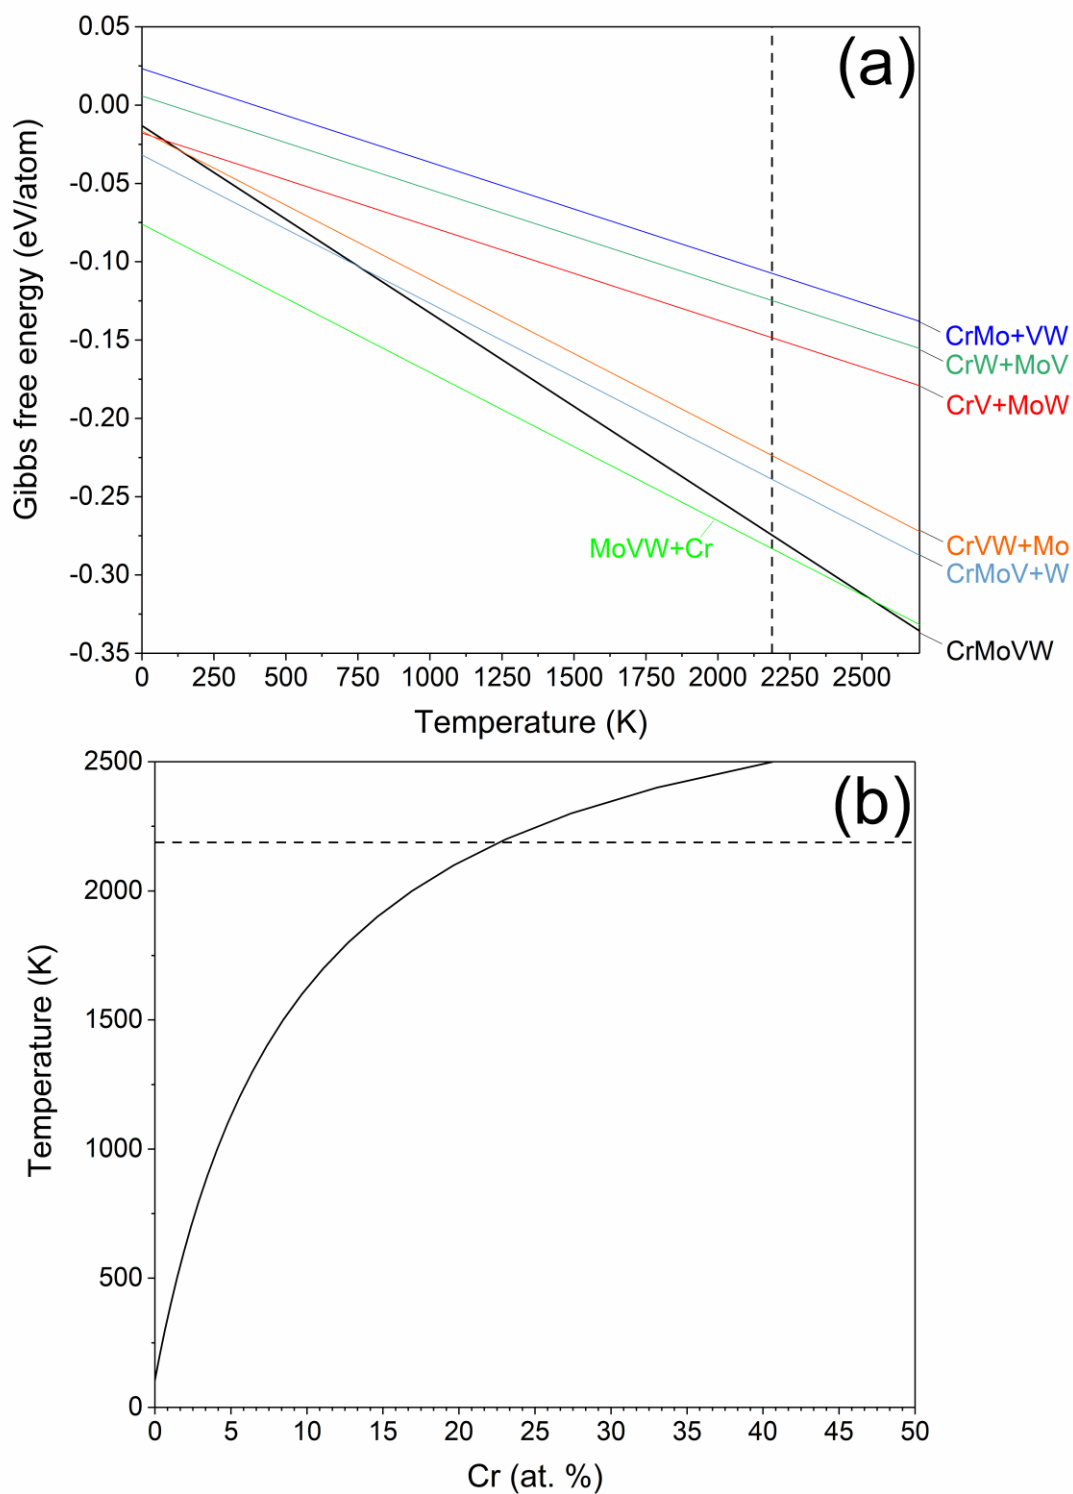 (a)
0.05
0.00
-0.05
-0.10
-0.15
-0.20
-0.25
-0.30
-0.35
Gibbs free energy (eV/atom)
CrMo+VW
CrW+MoV
CrV+MoW
CrVW+Mo
MoVW+Cr
CrMoV+W
CrMoVW
0 250 500 750 1000 1250 1500 1750 2000 2250 2500
Temperature (K)
(b)
2500
2000
1500
1000
500
0
Temperature (K)
0 5 10 15 20 25 30 35 40 45 50
Cr (at. %)